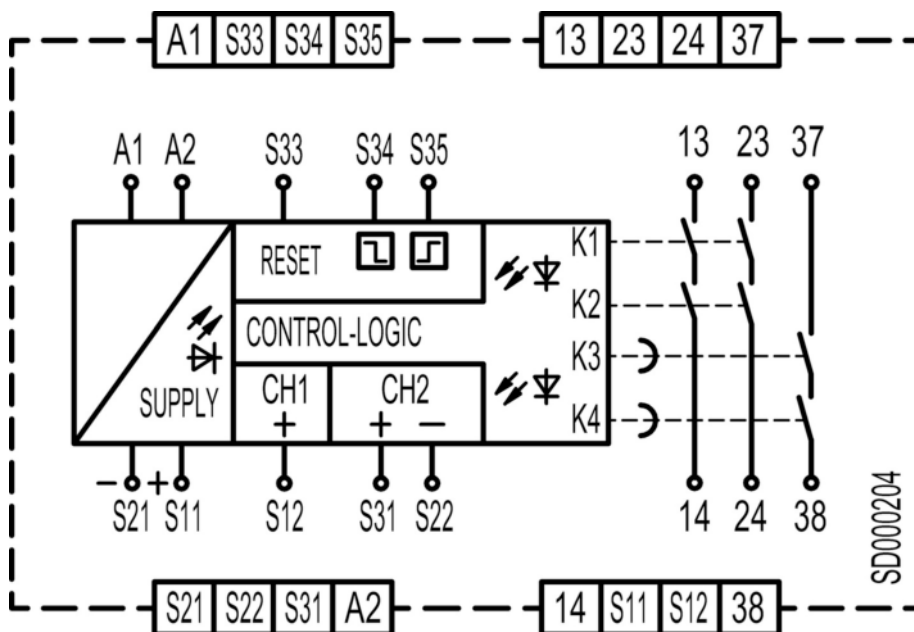 A1 S33 S34 S35 13 23 24 37
A1 A2 S33 S34 S35 13 23 37
RESET K1
K2
CONTROL-LOGIC
K3
SUPPLY CH1 CH2
K4
+ + −
− +
S21 S11 S12 S31 S22 14 24 38
SD000204
S21 S22 S31 A2 14 S11 S12 38